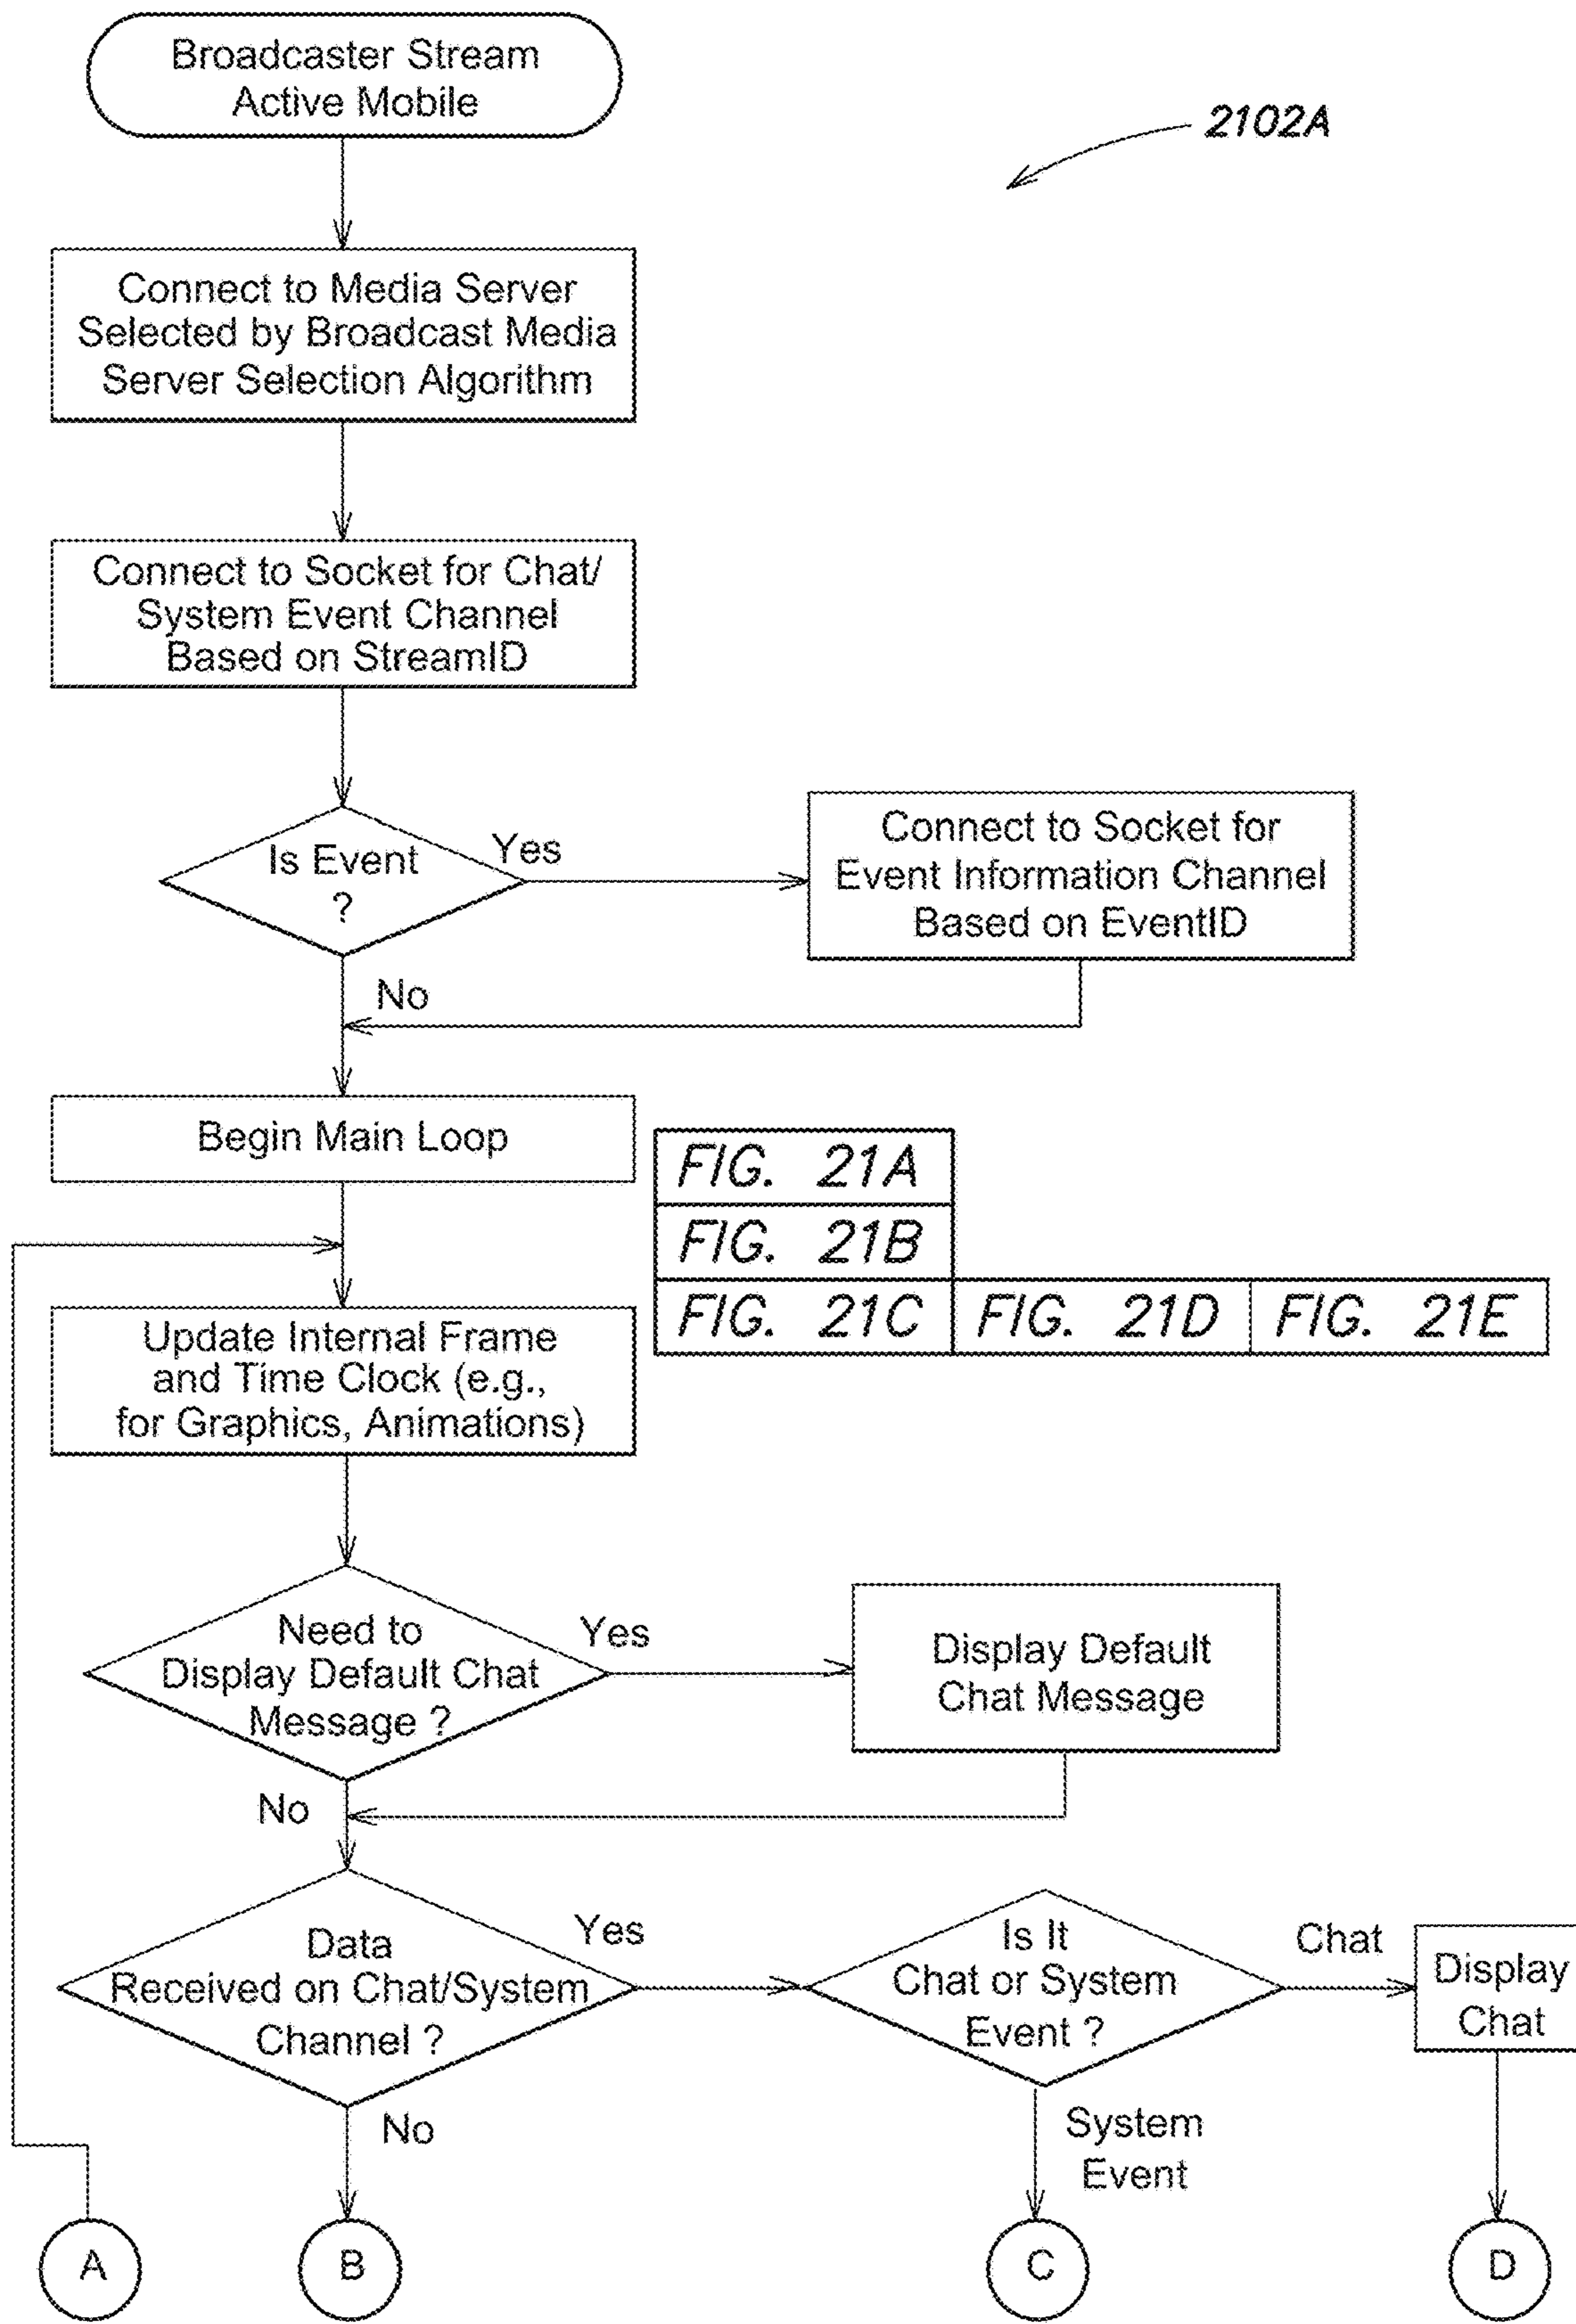 Broadcaster Stream
Active Mobile
2102A
Connect to Media Server
Selected by Broadcast Media
Server Selection Algorithm
Connect to Socket for Chat/
System Event Channel
Based on StreamID
Is Event
?
Yes
Connect to Socket for
Event Information Channel
Based on EventID
No
Begin Main Loop
FIG. 21A
FIG. 21B
FIG. 21C
FIG. 21D
FIG. 21E
Update Internal Frame
and Time Clock (e.g.,
for Graphics, Animations)
Need to
Display Default Chat
Message ?
Yes
Display Default
Chat Message
No
Data
Received on Chat/System
Channel ?
Yes
Is It
Chat or System
Event ?
Chat
Display
Chat
No
System
Event
A
B
C
D